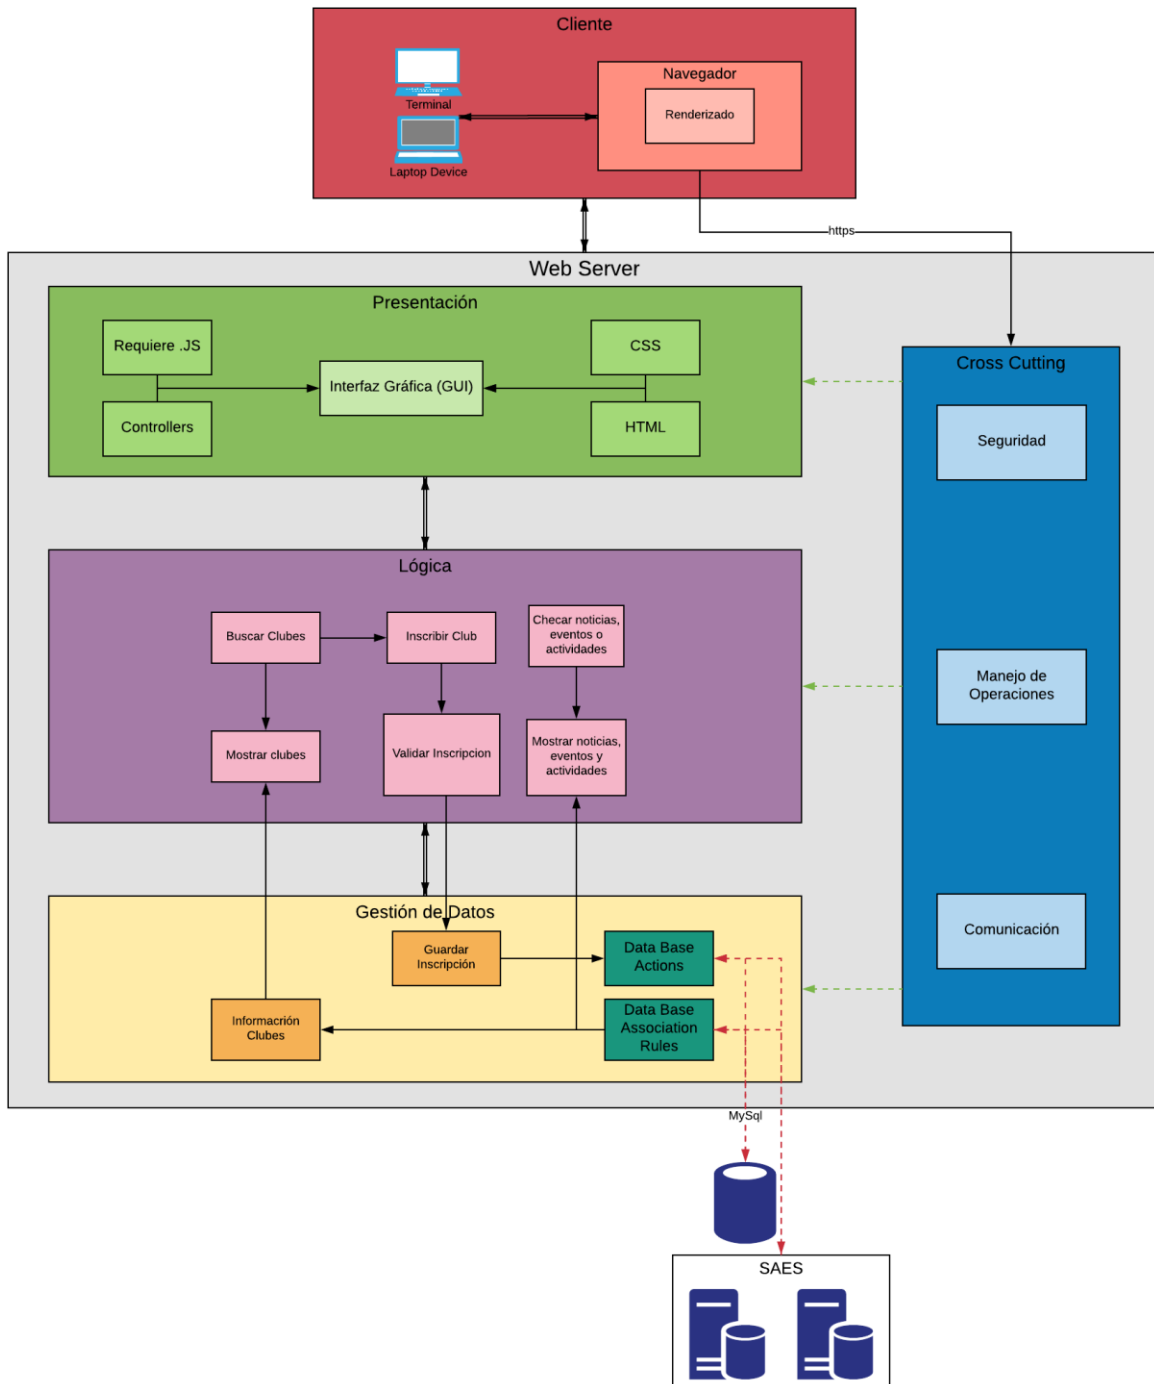 Cliente
Terminal
Laptop Device
Navegador
Renderizado
https
Web Server
Presentación
Requiere .JS
Controllers
Interfaz Gráfica (GUI)
CSS
HTML
Cross Cutting
Seguridad
Manejo de
Operaciones
Comunicación
Lógica
Buscar Clubes
Inscribir Club
Checar noticias,
eventos o
actividades
Mostrar clubes
Validar Inscripcion
Mostrar noticias,
eventos y
actividades
Gestión de Datos
Guardar
Inscripción
Data Base
Actions
Informacrión
Clubes
Data Base
Association
Rules
MySql
SAES